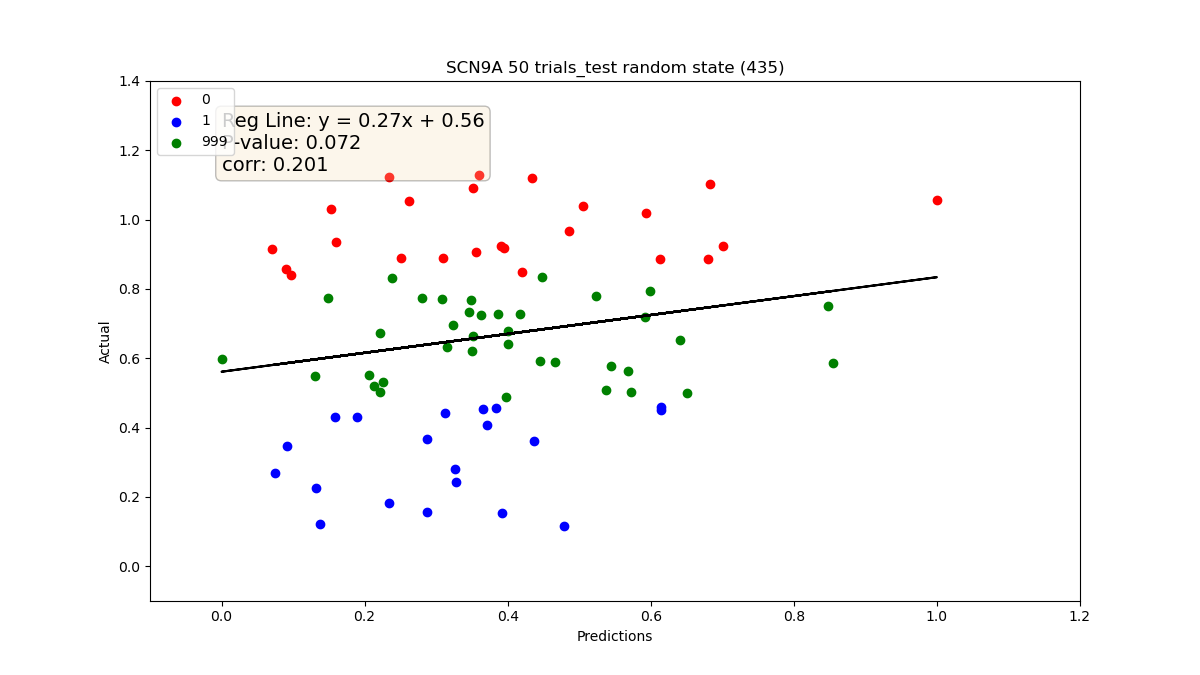 SCN9A 50 trials_test random state (435)
1.4
1.2
1.0
0.8
0.6
0.4
0.2
0.0
Actual
0
1
999
Reg Line: y = 0.27x + 0.56
P-value: 0.072
corr: 0.201
0.0 0.2 0.4 0.6 0.8 1.0 1.2
Predictions